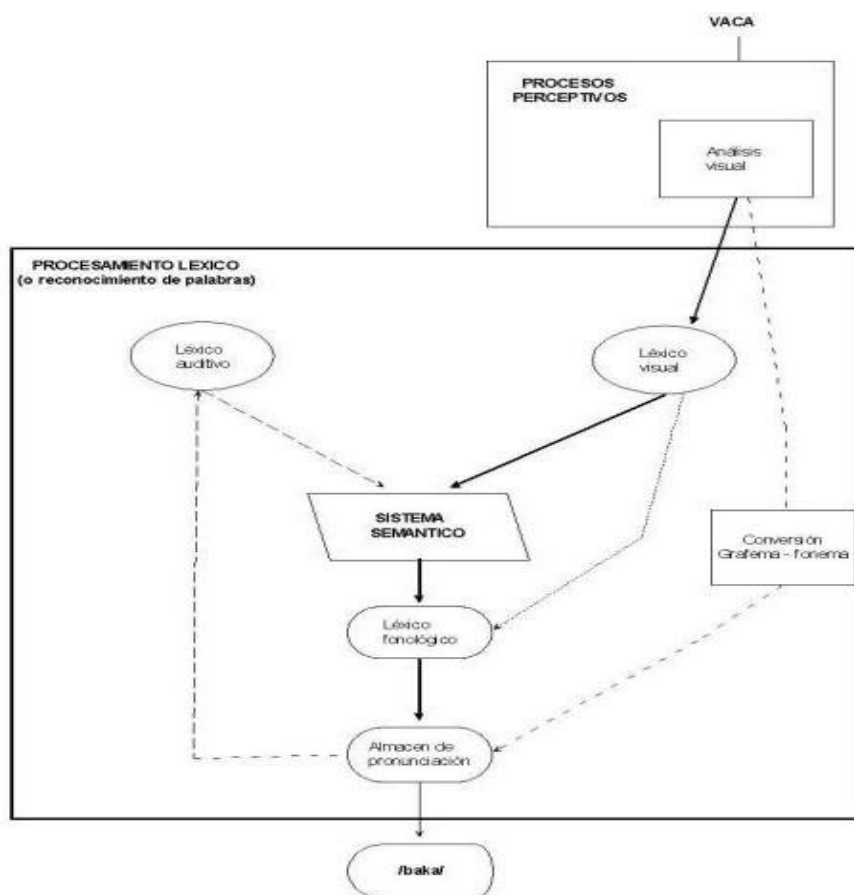 VACA
PROCESOS
PERCEPTIVOS
Análisis
visual
PROCESAMIENTO LEXICO
(o reconocimiento de palabras)
Léxico
auditivo
Léxico
visual
SISTEMA
SEMANTICO
Conversión
Grafema - fonema
Léxico
fonológico
Almacen de
pronunciación
/baka/